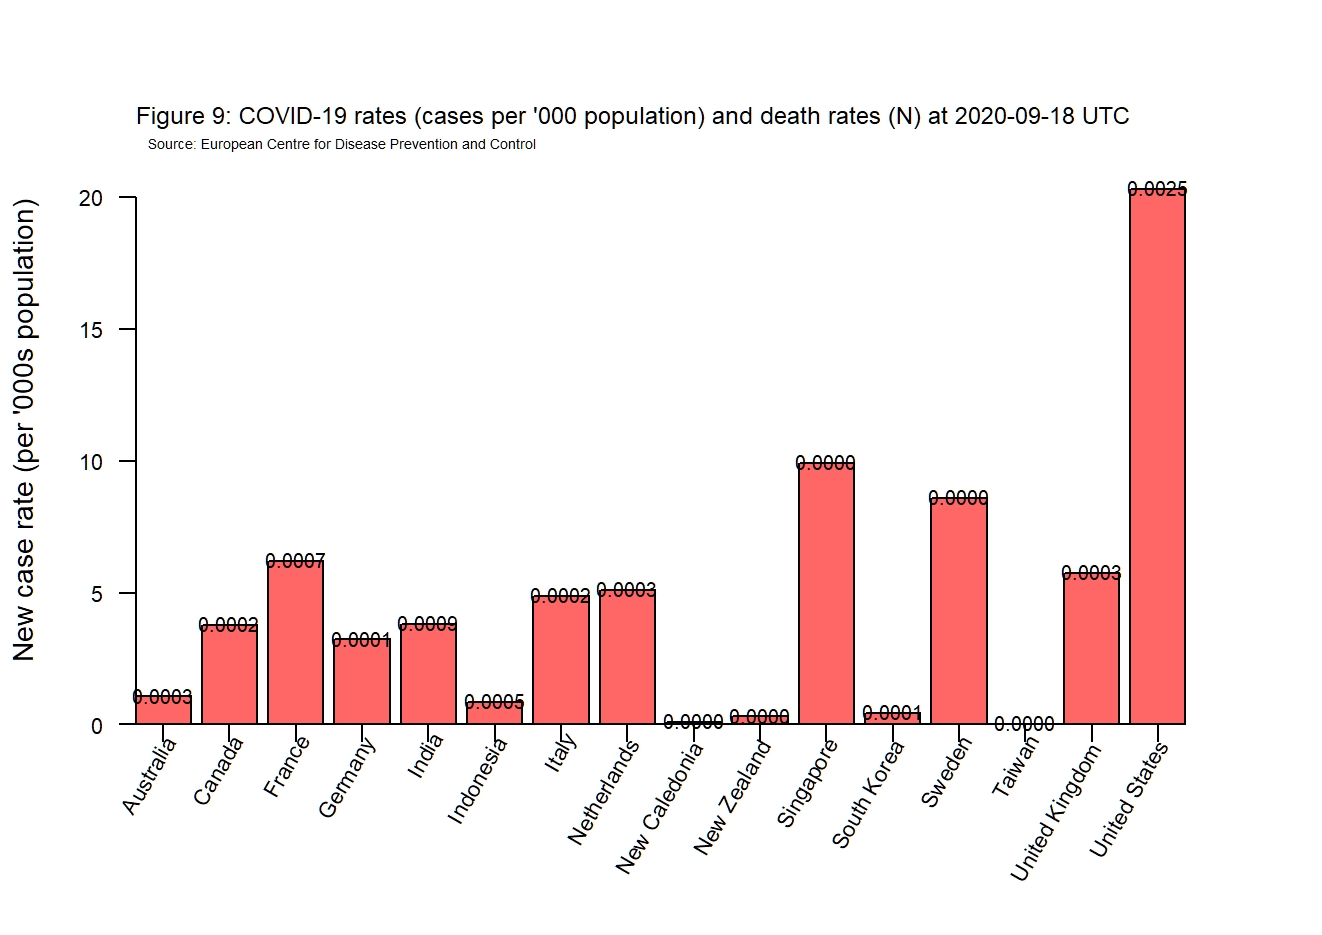 Figure 9: COVID-19 rates (cases per '000 population) and death rates (N) at 2020-09-18 UTC
Source: European Centre for Disease Prevention and Control
New case rate (per '000s population)
20
15
10
5
0
0.0003
0.0002
0.0007
0.0001
0.0009
0.0005
0.0002
0.0003
0.0000
0.0000
0.0000
0.0001
0.0000
0.0000
0.0003
0.0025
Australia
Canada
France
Germany
India
Indonesia
Italy
Netherlands
New Caledonia
New Zealand
Singapore
South Korea
Sweden
Taiwan
United Kingdom
United States